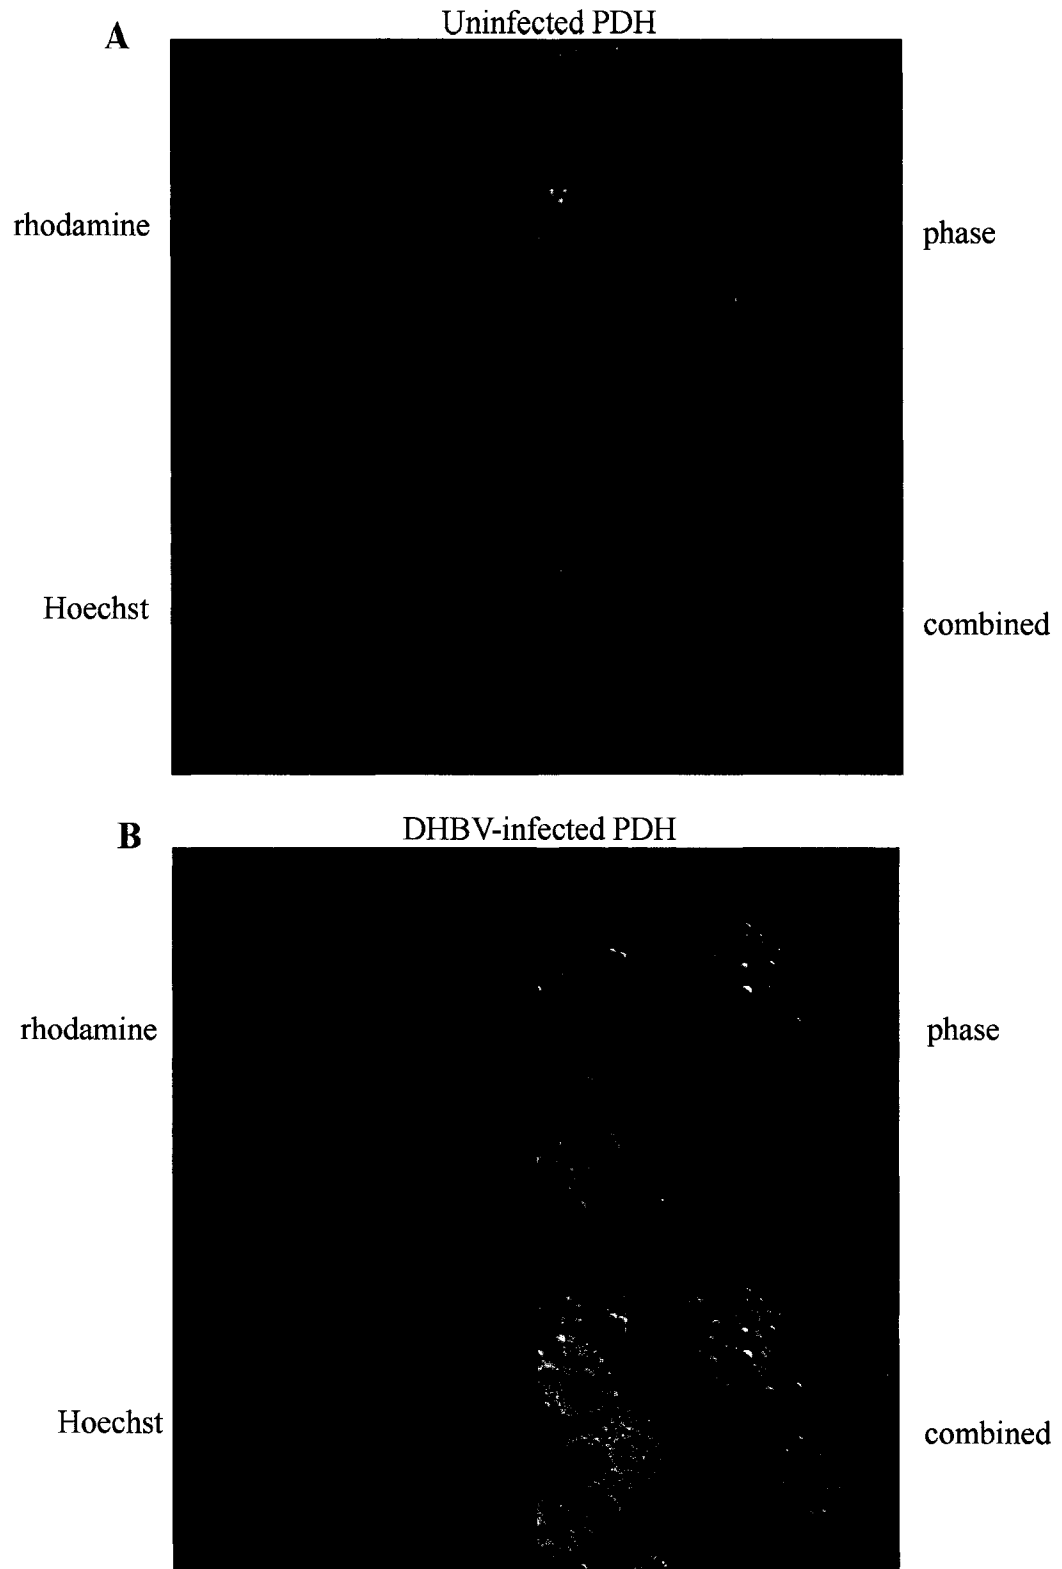 A
Uninfected PDH
rhodamine
phase
Hoechst
combined
B
DHBV-infected PDH
rhodamine
phase
Hoechst
combined